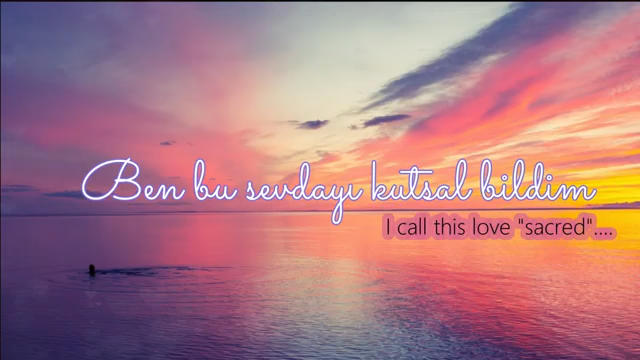 Ben bu sevdayı kutsal bildim
I call this love "sacred"....